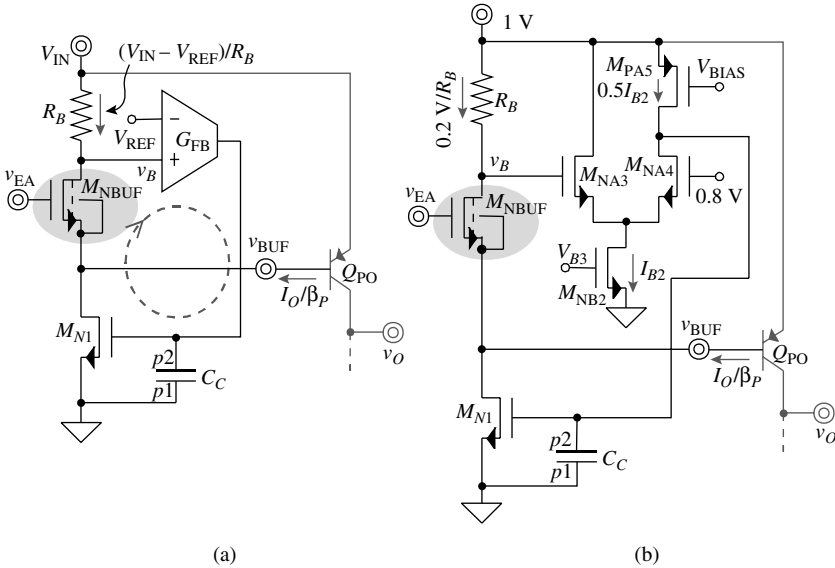 V_IN
(V_IN – V_REF)/R_B
R_B
V_REF
–
G_FB
+
v_B
v_EA
M_NBUF
v_BUF
I_O/β_P
Q_PO
M_N1
p2
p1
C_C
v_O
(a)
1 V
0.2 V/R_B
R_B
M_PA5
V_BIAS
0.5I_B2
v_B
M_NA3
M_NA4
0.8 V
v_EA
M_NBUF
V_B3
I_B2
M_NB2
v_BUF
I_O/β_P
Q_PO
M_N1
p2
p1
C_C
v_O
(b)